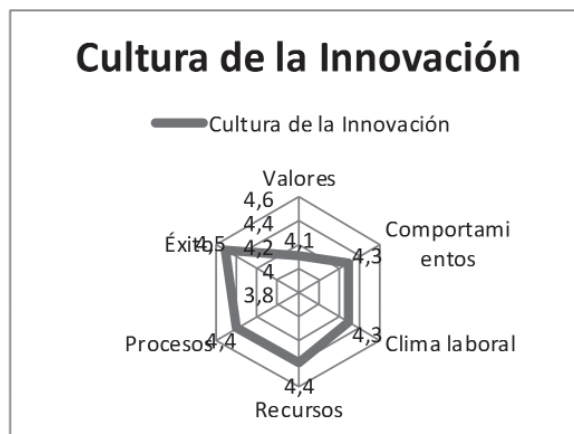 Cultura de la Innovación
Cultura de la Innovación
Valores
4,6
4,4
4,2
4
3,8
4,1
Comportami
entos
4,3
Clima laboral
4,3
Recursos
4,4
Procesos
4,4
Éxito
4,5